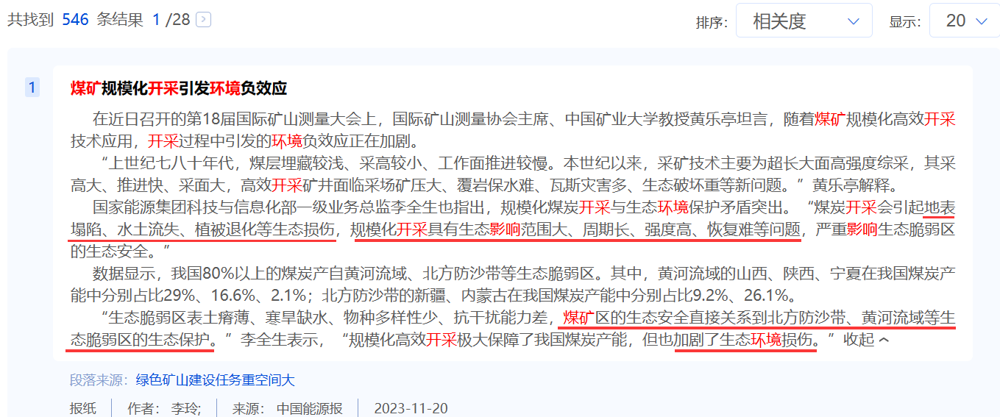 共找到 546 条结果 1 /28
排序： 相关度 显示： 20
1
煤矿规模化开采引发环境负效应
在近日召开的第18届国际矿山测量大会上，国际矿山测量协会主席、中国矿业大学教授黄乐亭坦言，随着煤矿规模化高效开采
技术应用，开采过程中引发的环境负效应正在加剧。
“上世纪七八十年代，煤层埋藏较浅、采高较小、工作面推进较慢。本世纪以来，采矿技术主要为超长大面高强度综采，其采
高大、推进快、采面大，高效开采矿井面临采场矿压大、覆岩保水难、瓦斯灾害多、生态破坏重等新问题。”黄乐亭解释。
国家能源集团科技与信息化部一级业务总监李全生也指出，规模化煤炭开采与生态环境保护矛盾突出。“煤炭开采会引起地表
塌陷、水土流失、植被退化等生态损伤，规模化开采具有生态影响范围大、周期长、强度高、恢复难等问题，严重影响生态脆弱区
的生态安全。”
数据显示，我国80%以上的煤炭产自黄河流域、北方防沙带等生态脆弱区。其中，黄河流域的山西、陕西、宁夏在我国煤炭产
能中分别占比29%、16.6%、2.1%；北方防沙带的新疆、内蒙古在我国煤炭产能中分别占比9.2%、26.1%。
“生态脆弱区表土瘠薄、寒旱缺水、物种多样性少、抗干扰能力差，煤矿区的生态安全直接关系到北方防沙带、黄河流域等生
态脆弱区的生态保护。”李全生表示，“规模化高效开采极大保障了我国煤炭产能，但也加剧了生态环境损伤。”收起
段落来源：绿色矿山建设任务重空间大
报纸 作者： 李玲; 来源： 中国能源报 2023-11-20